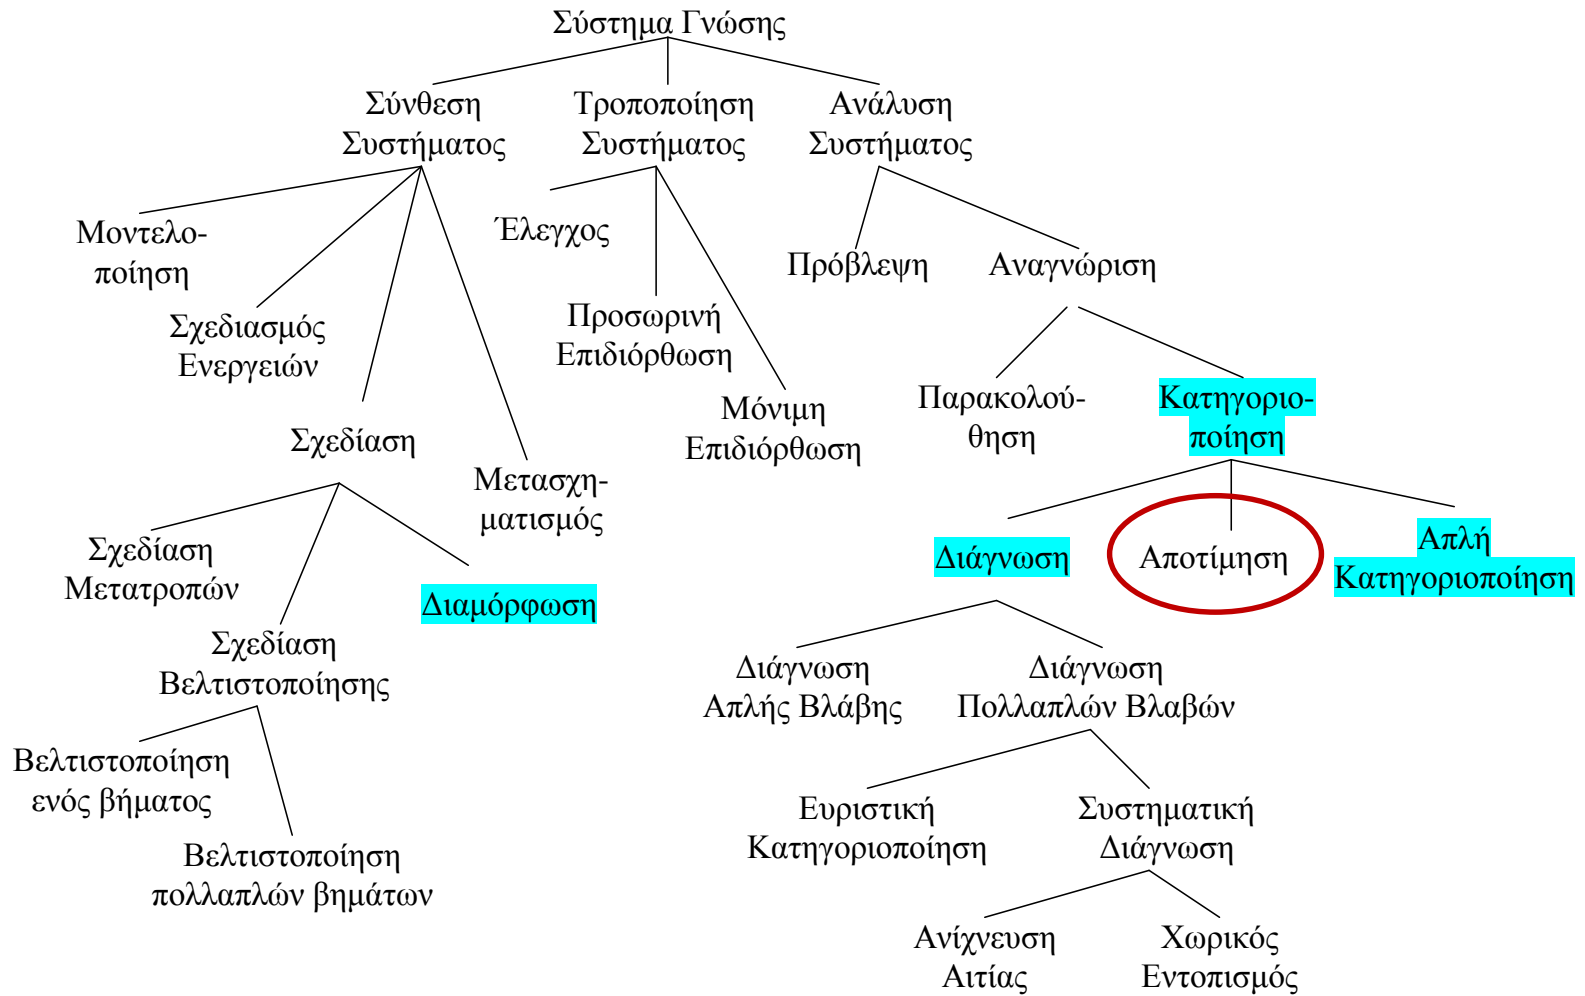 Σύστημα Γνώσης
Σύνθεση
Συστήματος
Τροποποίηση
Συστήματος
Ανάλυση
Συστήματος
Μοντελο-
ποίηση
Σχεδιασμός
Ενεργειών
Σχεδίαση
Μετασχη-
ματισμός
Έλεγχος
Προσωρινή
Επιδιόρθωση
Μόνιμη
Επιδιόρθωση
Πρόβλεψη
Αναγνώριση
Παρακολού-
θηση
Κατηγοριο-
ποίηση
Σχεδίαση
Μετατροπών
Σχεδίαση
Βελτιστοποίησης
Διαμόρφωση
Βελτιστοποίηση
ενός βήματος
Βελτιστοποίηση
πολλαπλών βημάτων
Διάγνωση
Αποτίμηση
Απλή
Κατηγοριοποίηση
Διάγνωση
Απλής Βλάβης
Διάγνωση
Πολλαπλών Βλαβών
Ευριστική
Κατηγοριοποίηση
Συστηματική
Διάγνωση
Ανίχνευση
Αιτίας
Χωρικός
Εντοπισμός